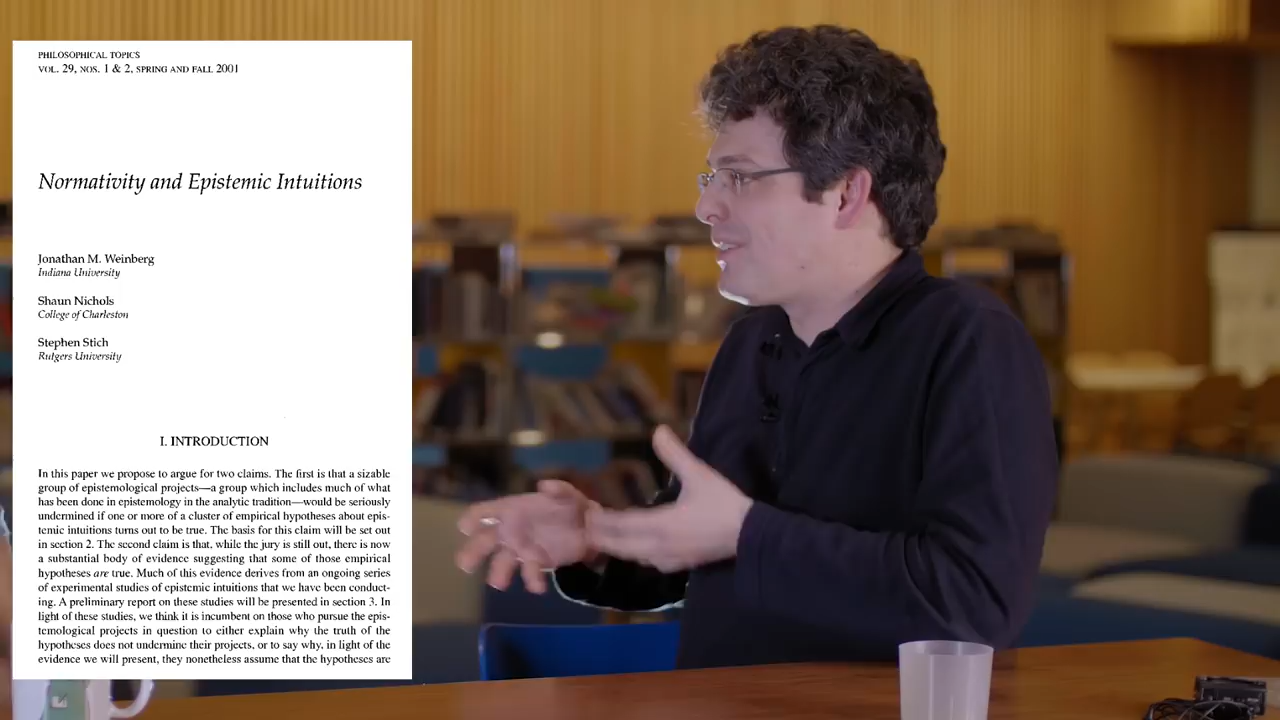 PHILOSOPHICAL TOPICS
VOL. 29, NOS. 1 & 2, SPRING AND FALL 2001
Normativity and Epistemic Intuitions
Jonathan M. Weinberg
Indiana University
Shaun Nichols
College of Charleston
Stephen Stich
Rutgers University
I. INTRODUCTION
In this paper we propose to argue for two claims. The first is that a sizable
group of epistemological projects—a group which includes much of what
has been done in epistemology in the analytic tradition—would be seriously
undermined if one or more of a cluster of empirical hypotheses about epis-
temic intuitions turns out to be true. The basis for this claim will be set out
in section 2. The second claim is that, while the jury is still out, there is now
a substantial body of evidence suggesting that some of those empirical
hypotheses are true. Much of this evidence derives from an ongoing series
of experimental studies of epistemic intuitions that we have been conduct-
ing. A preliminary report on these studies will be presented in section 3. In
light of these studies, we think it is incumbent on those who pursue the epis-
temological projects in question to either explain why the truth of the
hypotheses does not undermine their projects, or to say why, in light of the
evidence we will present, they nonetheless assume that the hypotheses are